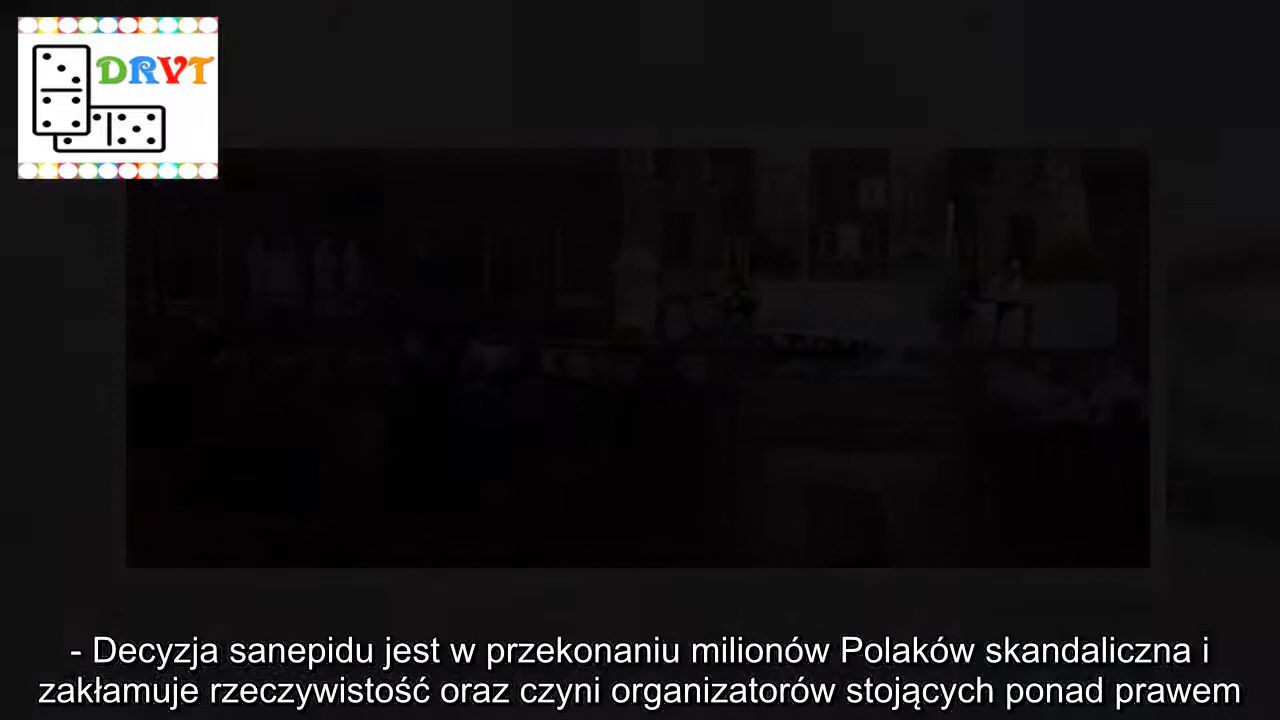 DRVT
- Decyzja sanepidu jest w przekonaniu milionów Polaków skandaliczna i
zakłamuje rzeczywistość oraz czyni organizatorów stojących ponad prawem